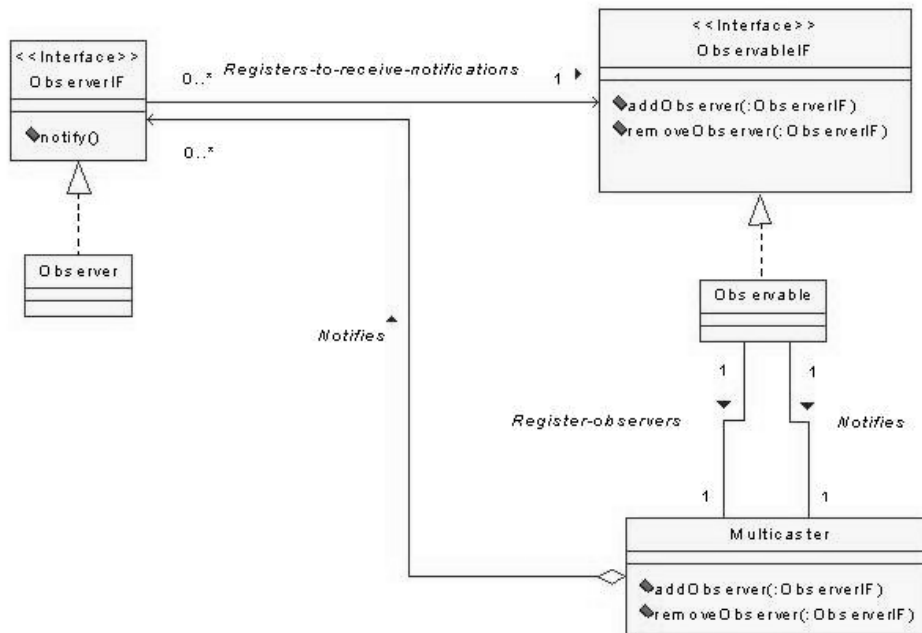 <<Interface>>
ObserverIF
notify()
0..*
Registers-to-receive-notifications
1
0..*
<<Interface>>
ObservableIF
addObserver(:ObserverIF)
removeObserver(:ObserverIF)
Observer
Observable
Notifies
1
1
Register-observers
Notifies
1
1
Multicaster
addObserver(:ObserverIF)
removeObserver(:ObserverIF)